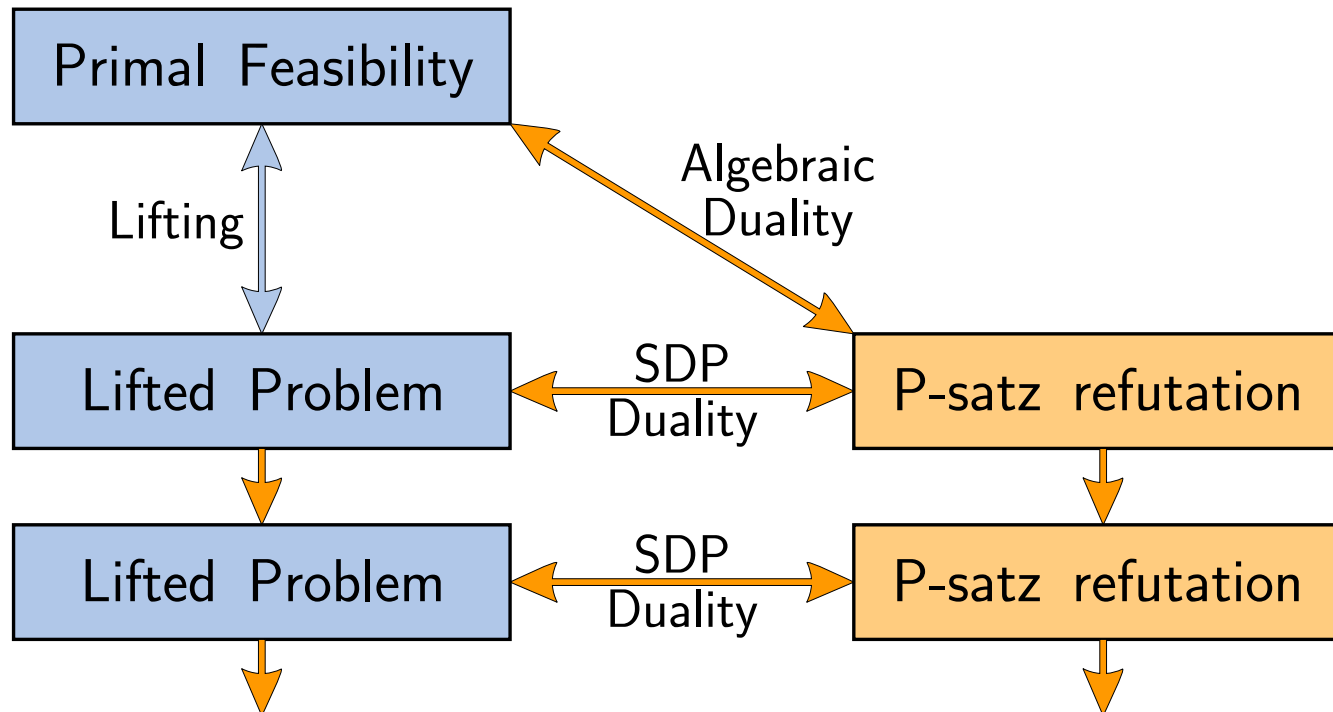 Primal Feasibility
Algebraic
Duality
Lifting
Lifted Problem
SDP
Duality
P-satz refutation
Lifted Problem
SDP
Duality
P-satz refutation